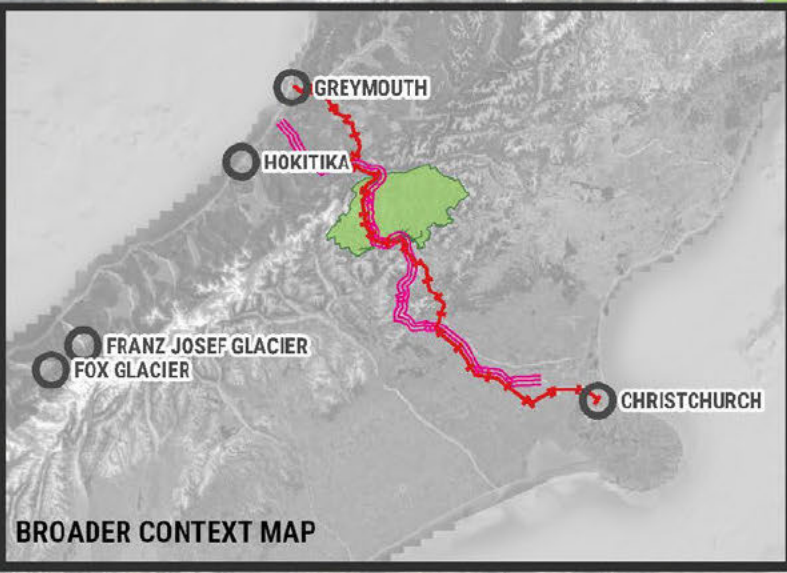 GREYMOUTH
HOKITIKA
FRANZ JOSEF GLACIER
FOX GLACIER
CHRISTCHURCH
BROADER CONTEXT MAP